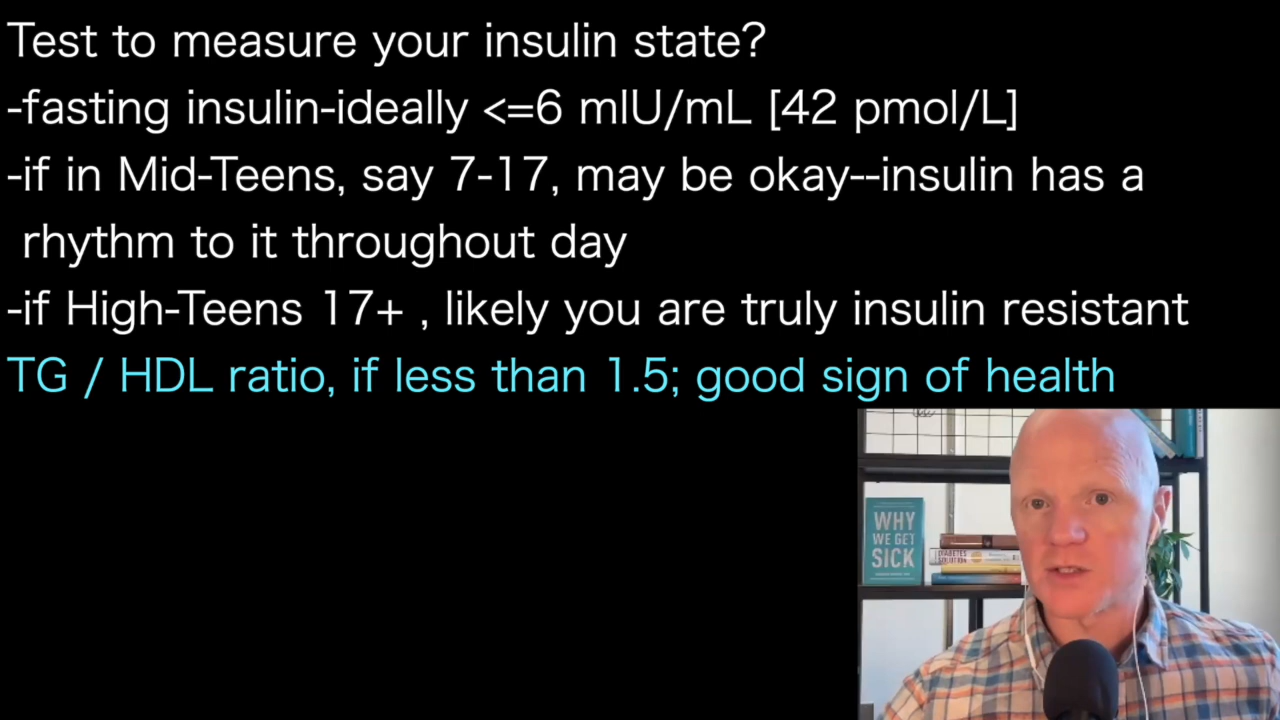 Test to measure your insulin state?
-fasting insulin-ideally <=6 mIU/mL [42 pmol/L]
-if in Mid-Teens, say 7-17, may be okay--insulin has a
rhythm to it throughout day
-if High-Teens 17+ , likely you are truly insulin resistant
TG / HDL ratio, if less than 1.5; good sign of health
WHY
WE GET
SICK
DIABETES
SOLUTION